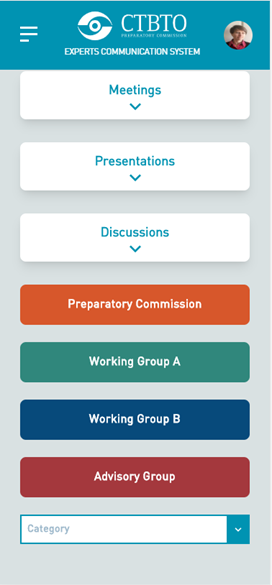 CTBTO
PREPARATORY COMMISSION
EXPERTS COMMUNICATION SYSTEM
Meetings
Presentations
Discussions
Preparatory Commission
Working Group A
Working Group B
Advisory Group
Category